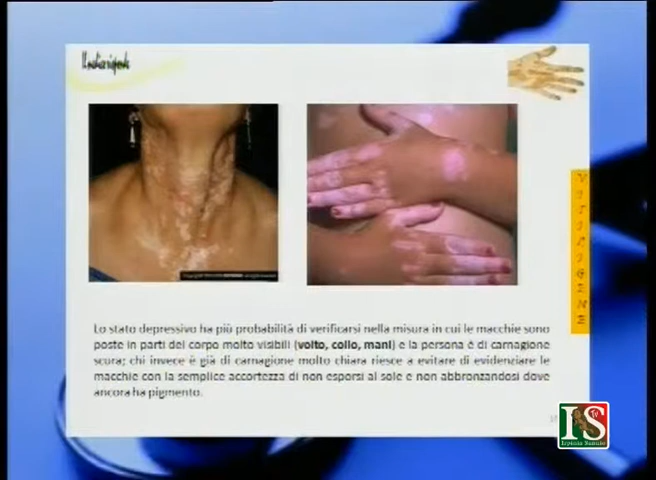 VITILIGENE
Lo stato depressivo ha più probabilità di verificarsi nella misura in cui le macchie sono
poste in parti del corpo molto visibili (volto, collo, mani) e la persona è di carnagione
scura; chi invece è già di carnagione molto chiara riesce a evitare di evidenziare le
macchie con la semplice accortezza di non esporsi al sole e non abbronzandosi dove
ancora ha pigmento.
IS
TV